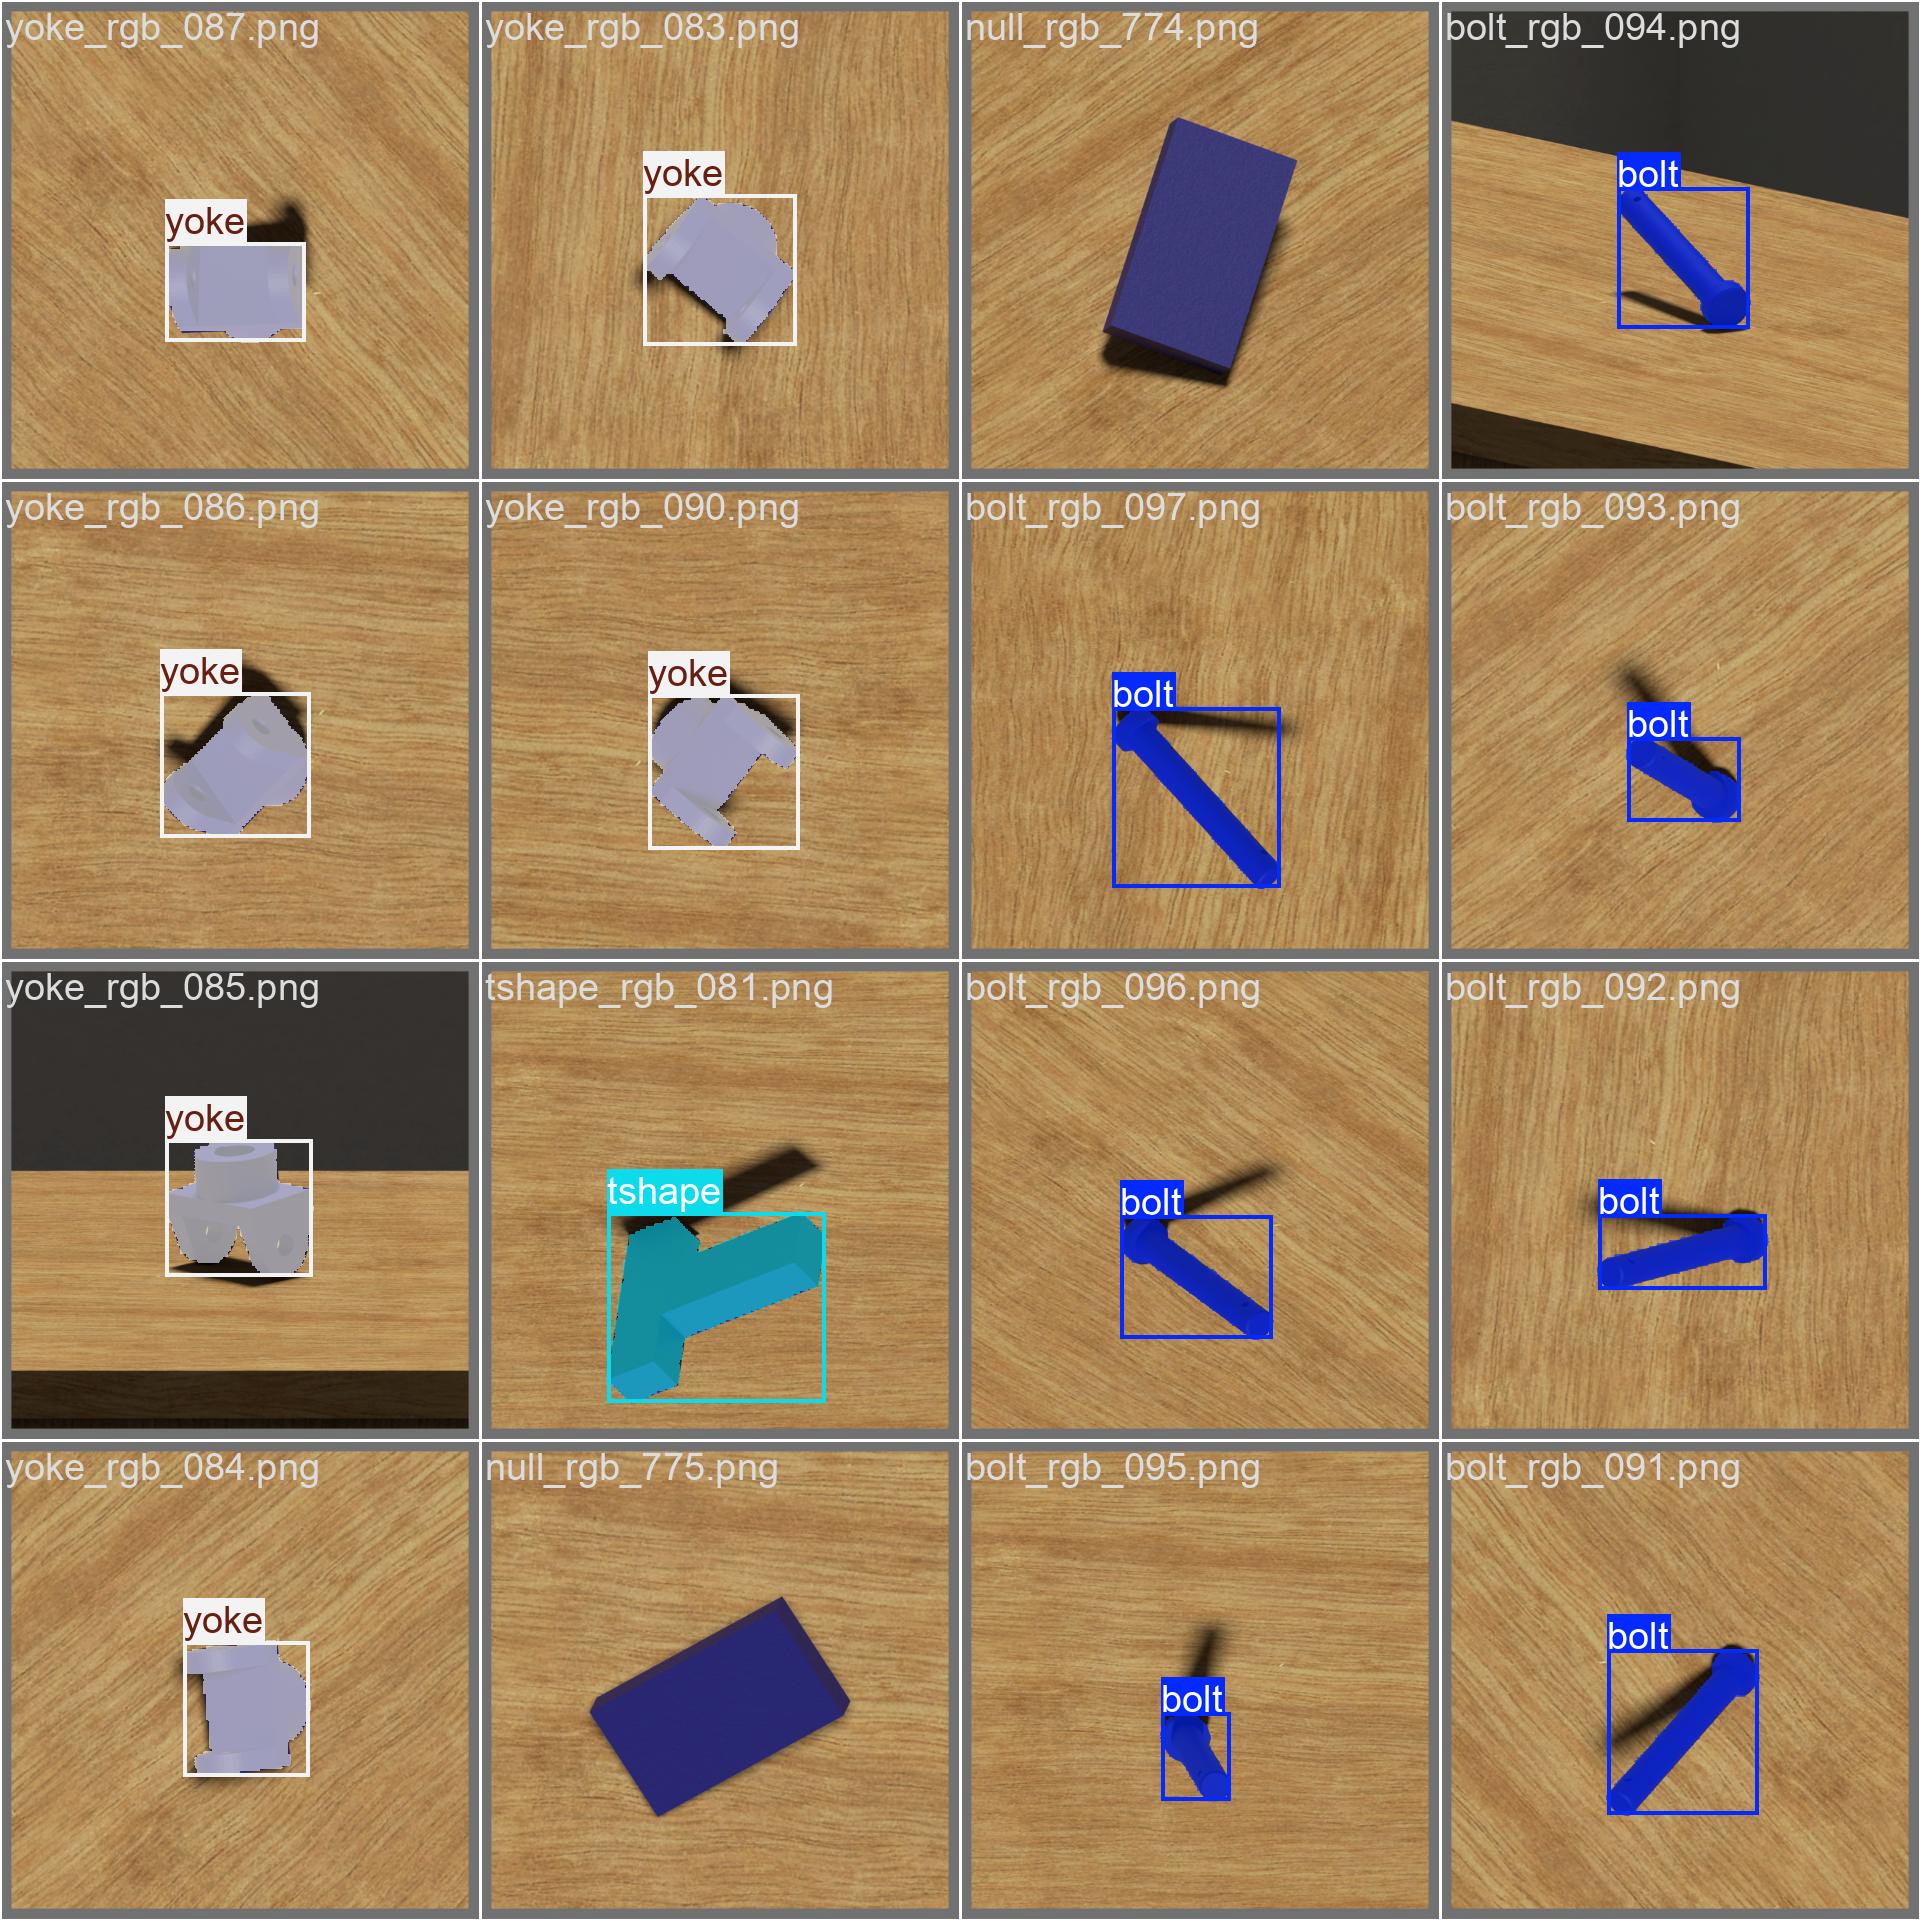 yoke_rgb_087.png
yoke
yoke_rgb_083.png
yoke
null_rgb_774.png
bolt_rgb_094.png
bolt
yoke_rgb_086.png
yoke
yoke_rgb_090.png
yoke
bolt_rgb_097.png
bolt
bolt_rgb_093.png
bolt
yoke_rgb_085.png
yoke
tshape_rgb_081.png
tshape
bolt_rgb_096.png
bolt
bolt_rgb_092.png
bolt
yoke_rgb_084.png
yoke
null_rgb_775.png
bolt_rgb_095.png
bolt
bolt_rgb_091.png
bolt